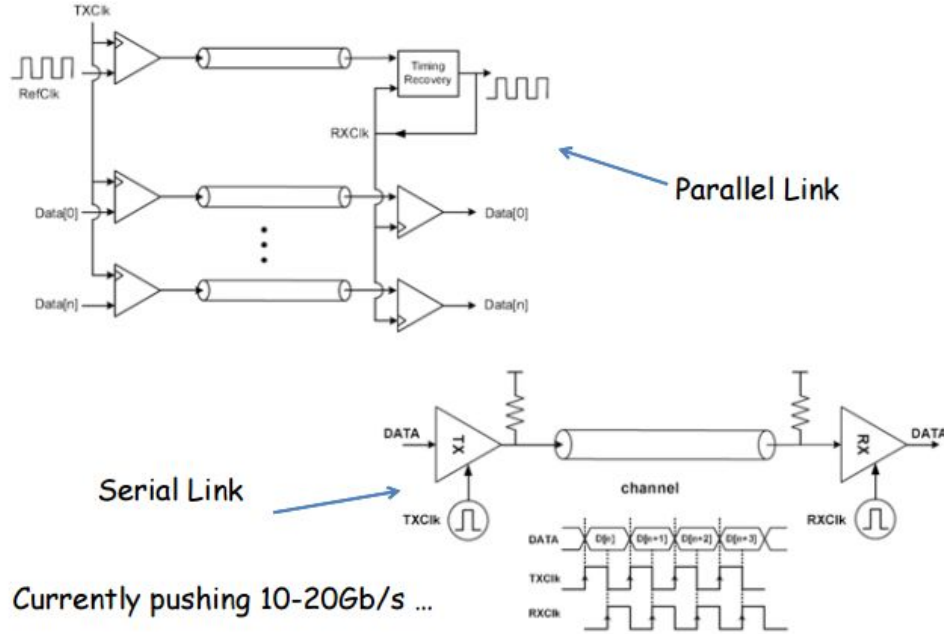 TXClk
RefClk
Timing
Recovery
RXClk
Parallel Link
Data[0]
Data[0]
Data[n]
Data[n]
DATA
TX
RX
DATA
Serial Link
channel
TXClk
RXClk
DATA
D[n]
D[n+1]
D[n+2]
D[n+3]
TXClk
RXClk
Currently pushing 10-20Gb/s ...